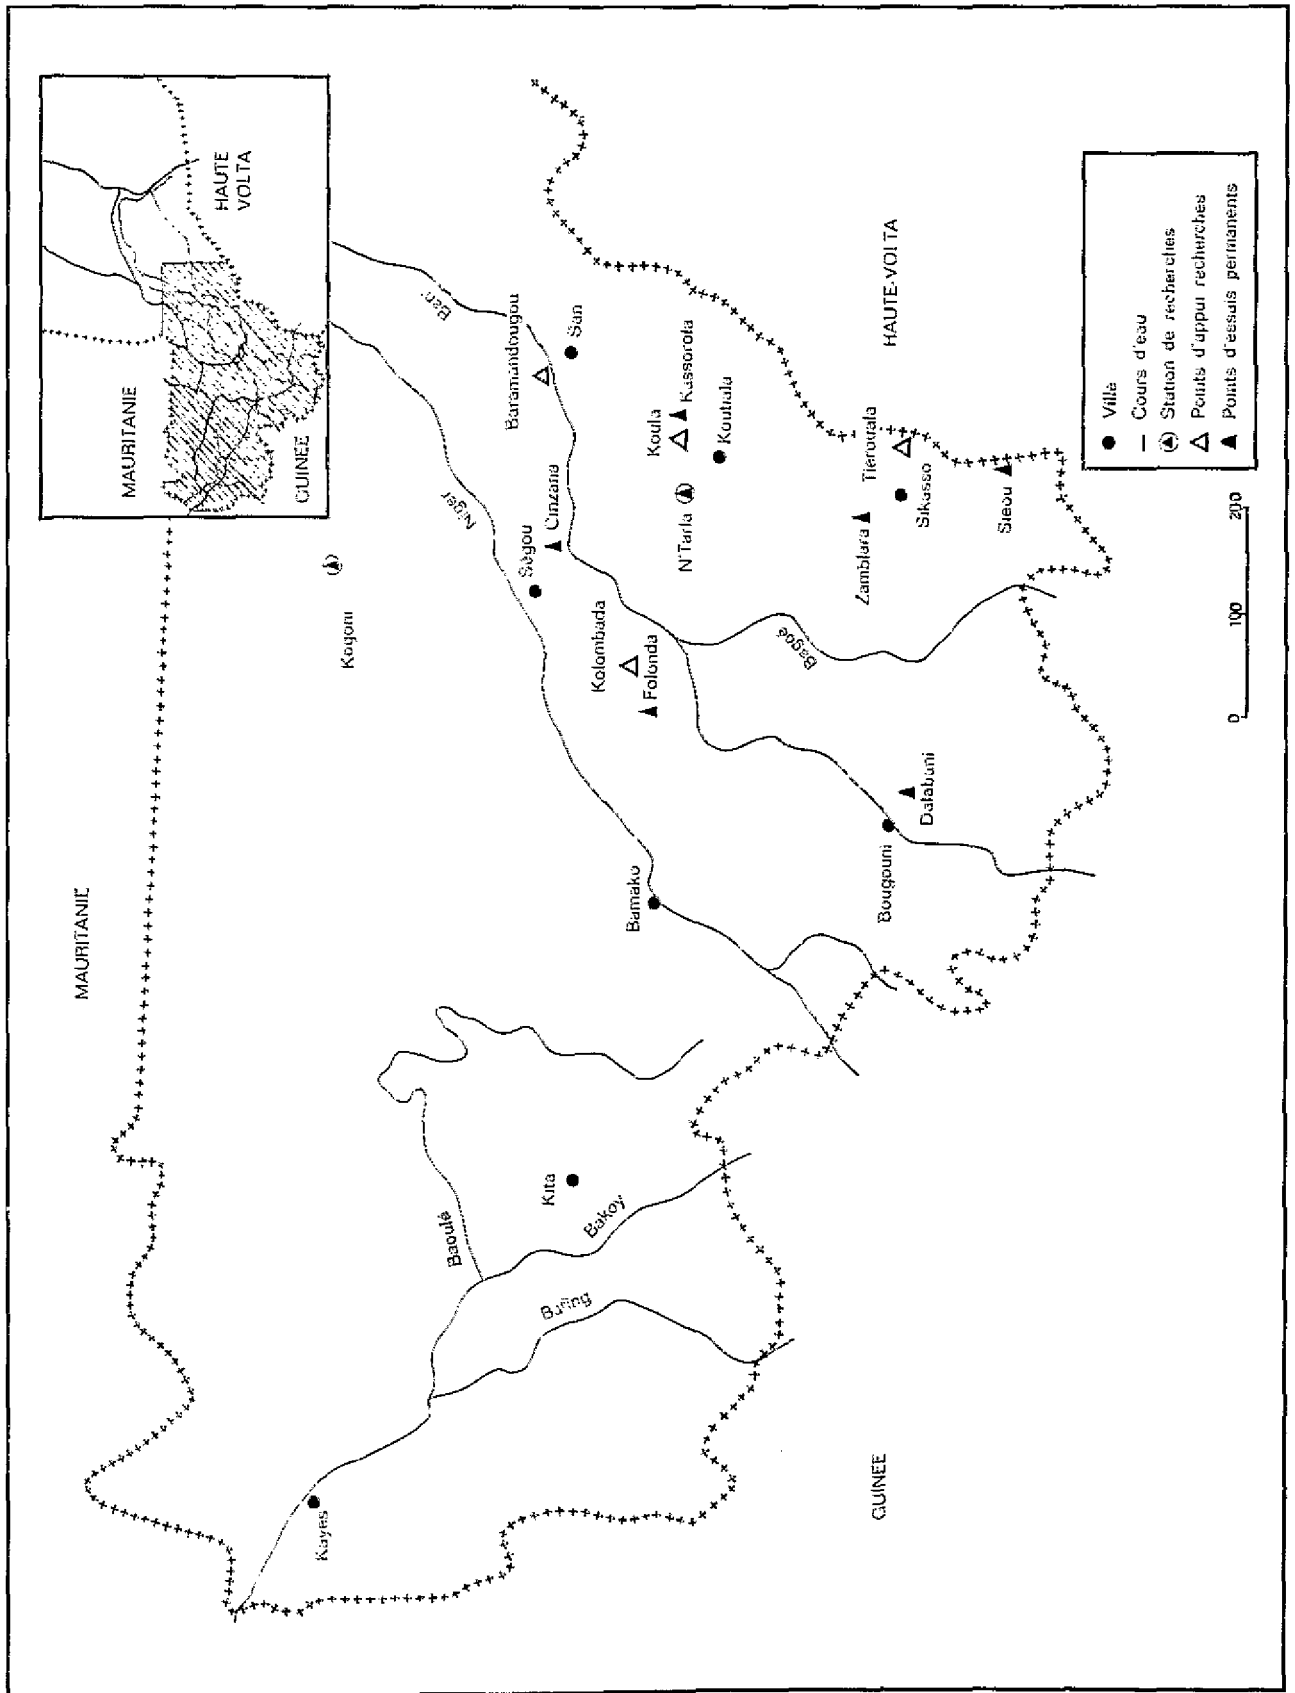 MAURITANIE
HAUTE
VOLTA
GUINEE
MAURITANIE
Kogoni
Niger
Bani
Baramandougou
San
Ségou
Cinzana
Koula
Kassorola
Koutiala
N'Tarla
Kolombada
Folonda
Bagoé
HAUTE-VOLTA
Tierouala
Zamblara
Sikasso
Sieou
Bamako
Bougouni
Dalabani
Kayes
Baoulé
Kita
Bakoy
Bafing
GUINEE
Ville
Cours d'eau
Station de recherches
Points d'appui recherches
Points d'essais permanents
0 100 200